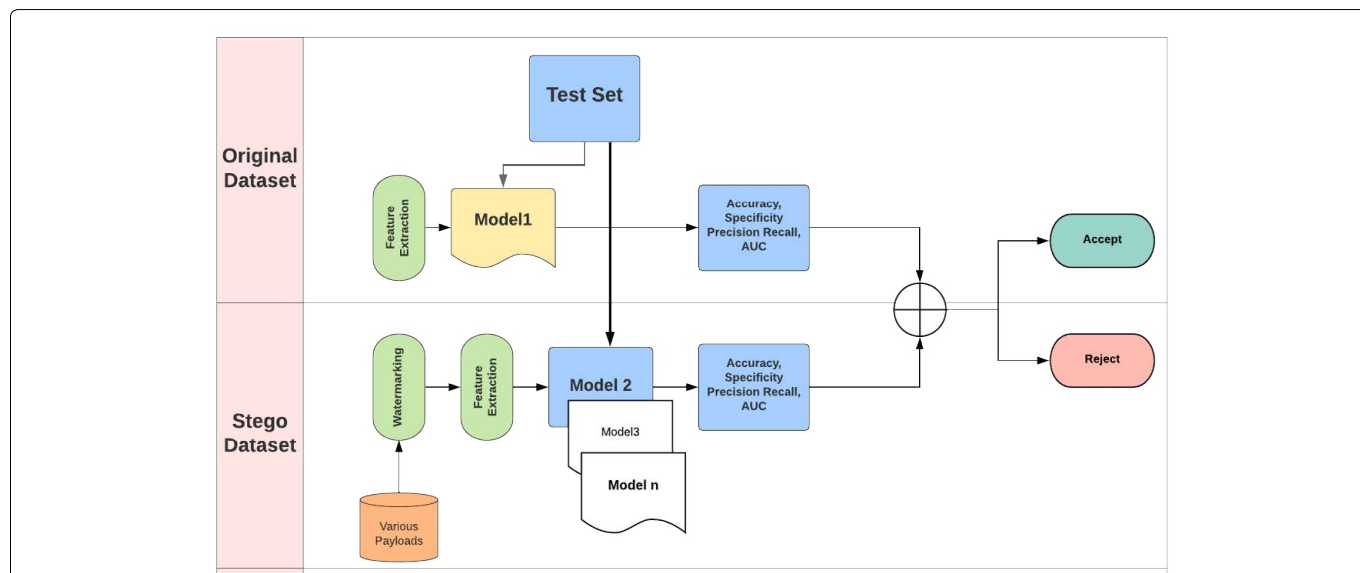 Test Set
Original
Dataset
Feature
Extraction
Model1
Accuracy,
Specificity
Precision Recall,
AUC
Accept
Stego
Dataset
Watermarking
Feature
Extraction
Model 2
Model3
Model n
Accuracy,
Specificity
Precision Recall,
AUC
Reject
Various
Payloads